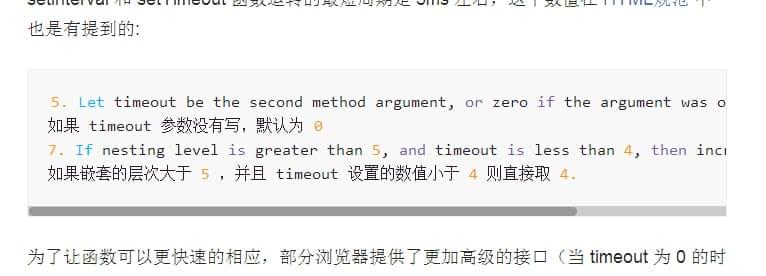 setInterval 和 setTimeout 函数运转的最短周期是 5ms 左右，这个数值在 HTML规范 中
也是有提到的:
5. Let timeout be the second method argument, or zero if the argument was o
如果 timeout 参数没有写，默认为 0
7. If nesting level is greater than 5, and timeout is less than 4, then incr
如果嵌套的层次大于 5 ，并且 timeout 设置的数值小于 4 则直接取 4.
为了让函数可以更快速的相应，部分浏览器提供了更加高级的接口（当 timeout 为 0 的时